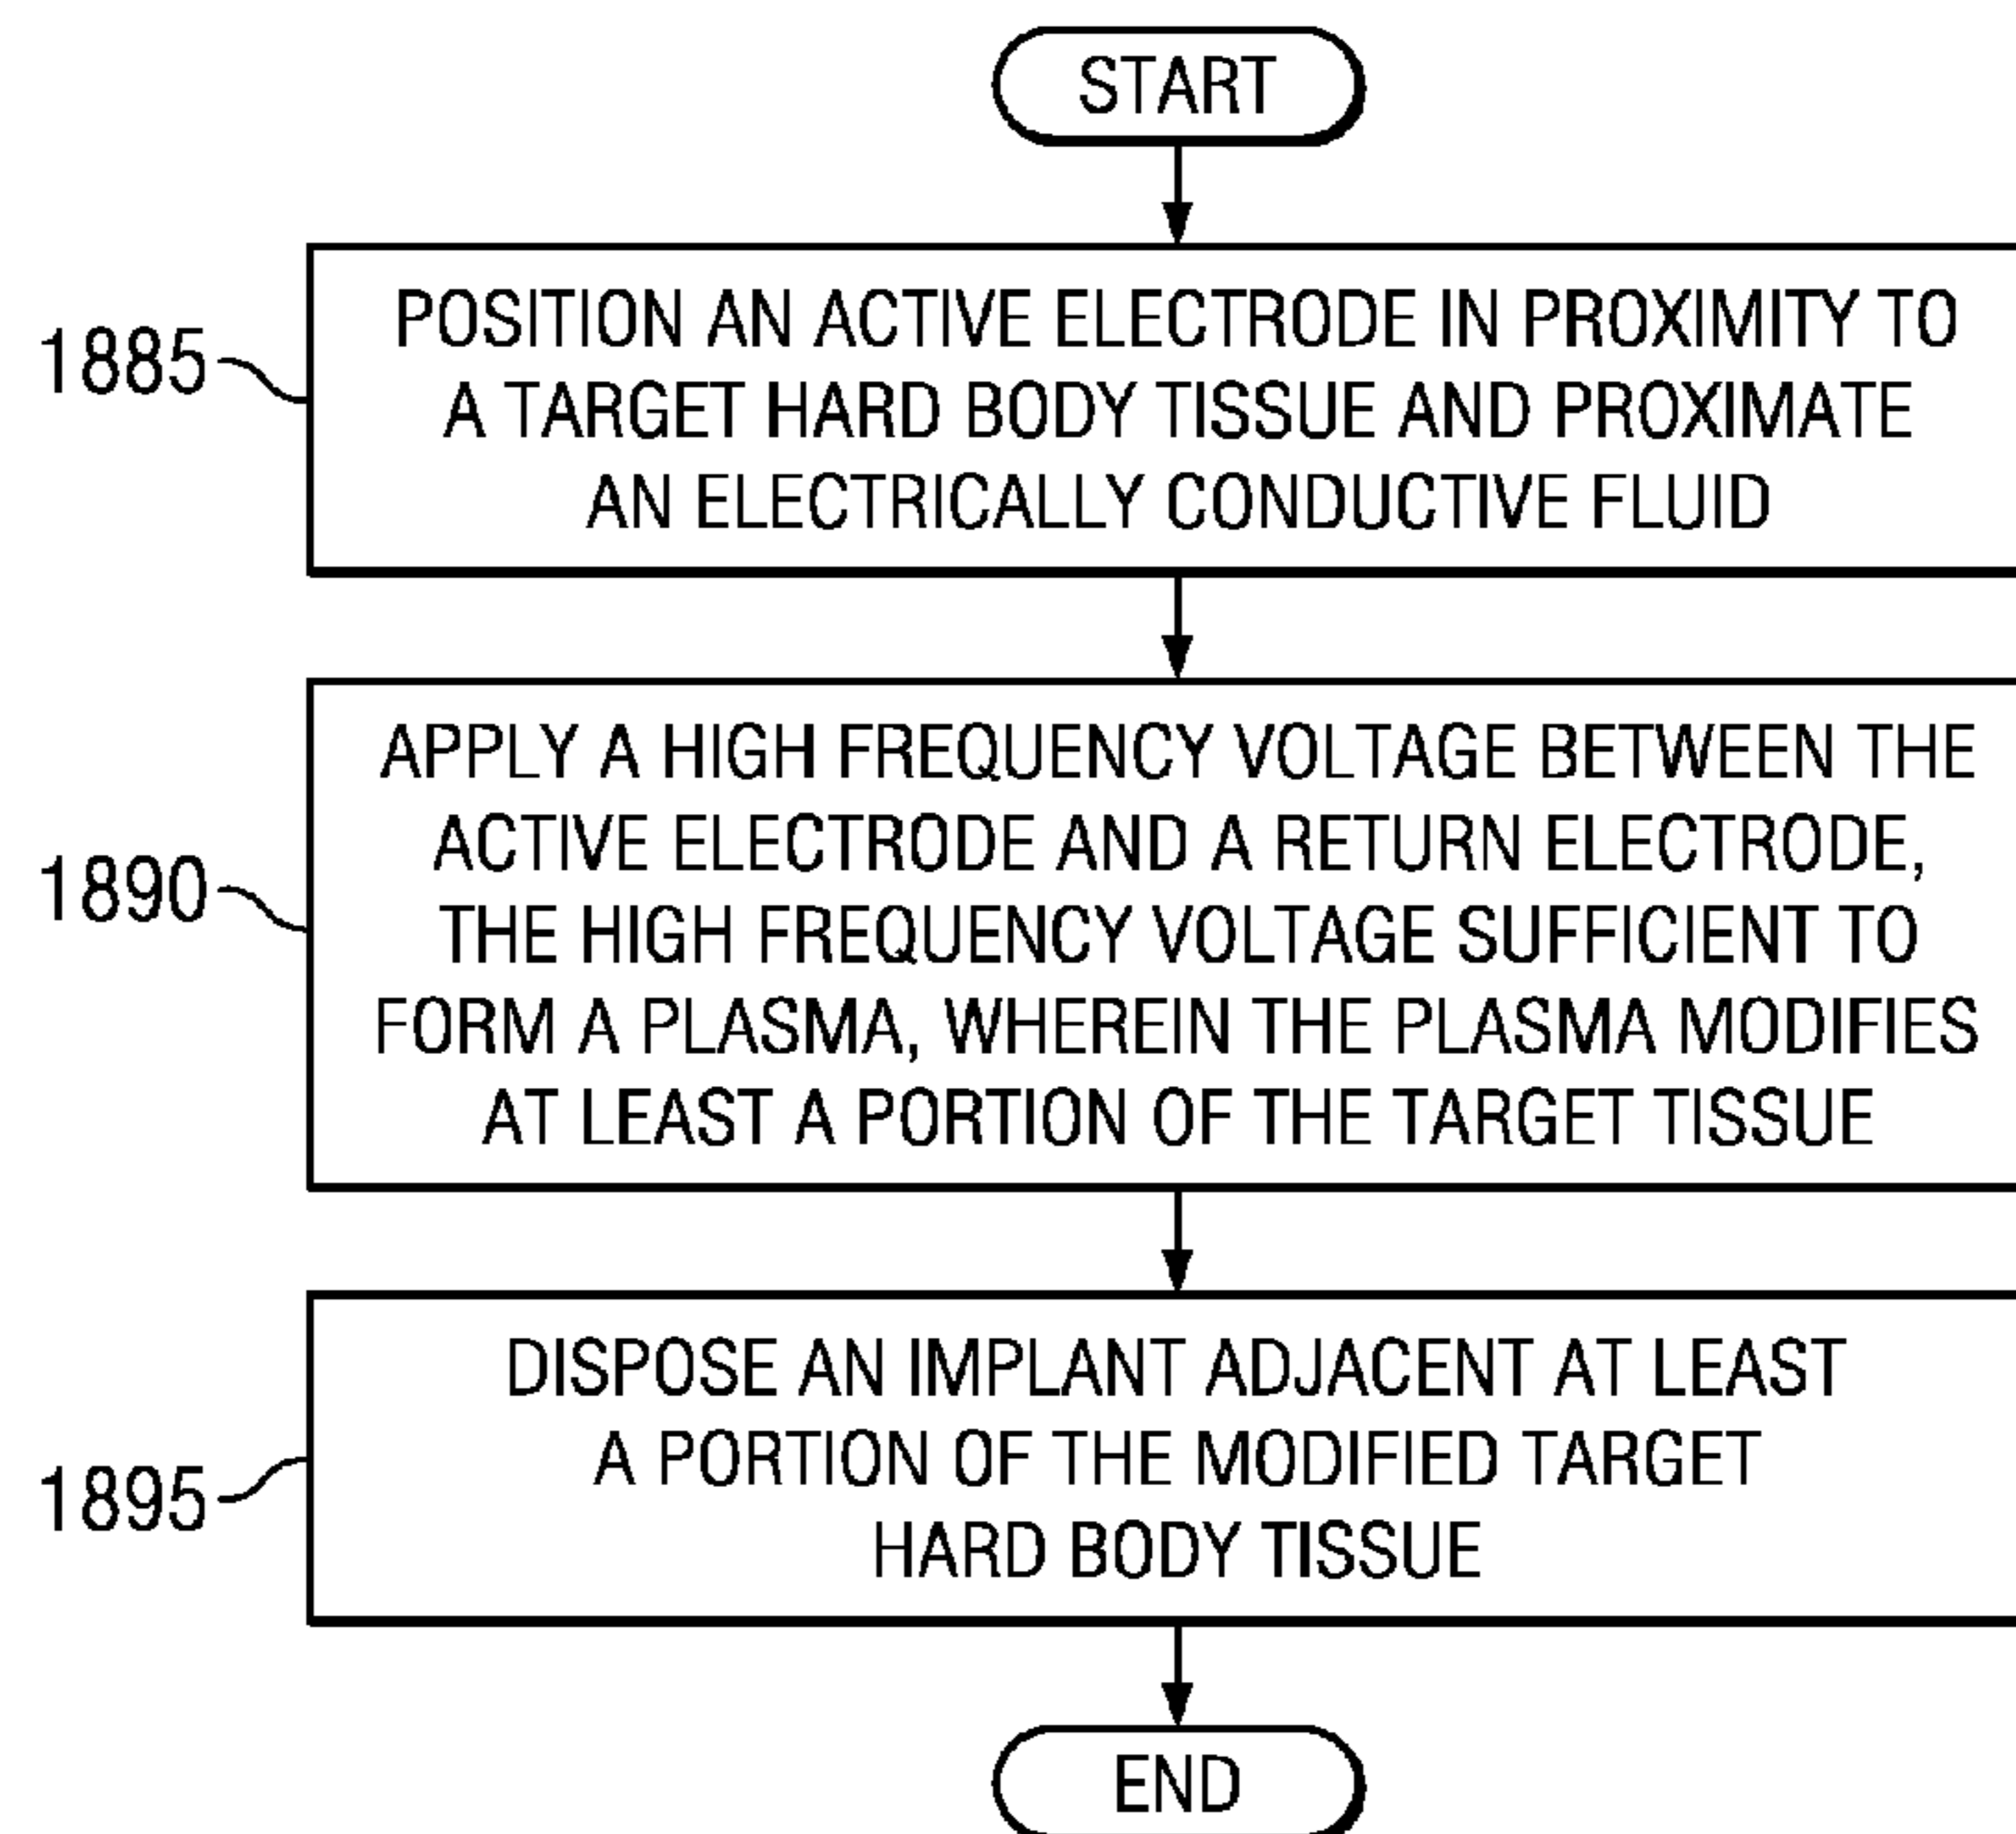 START
1885
POSITION AN ACTIVE ELECTRODE IN PROXIMITY TO
A TARGET HARD BODY TISSUE AND PROXIMATE
AN ELECTRICALLY CONDUCTIVE FLUID
1890
APPLY A HIGH FREQUENCY VOLTAGE BETWEEN THE
ACTIVE ELECTRODE AND A RETURN ELECTRODE,
THE HIGH FREQUENCY VOLTAGE SUFFICIENT TO
FORM A PLASMA, WHEREIN THE PLASMA MODIFIES
AT LEAST A PORTION OF THE TARGET TISSUE
1895
DISPOSE AN IMPLANT ADJACENT AT LEAST
A PORTION OF THE MODIFIED TARGET
HARD BODY TISSUE
END